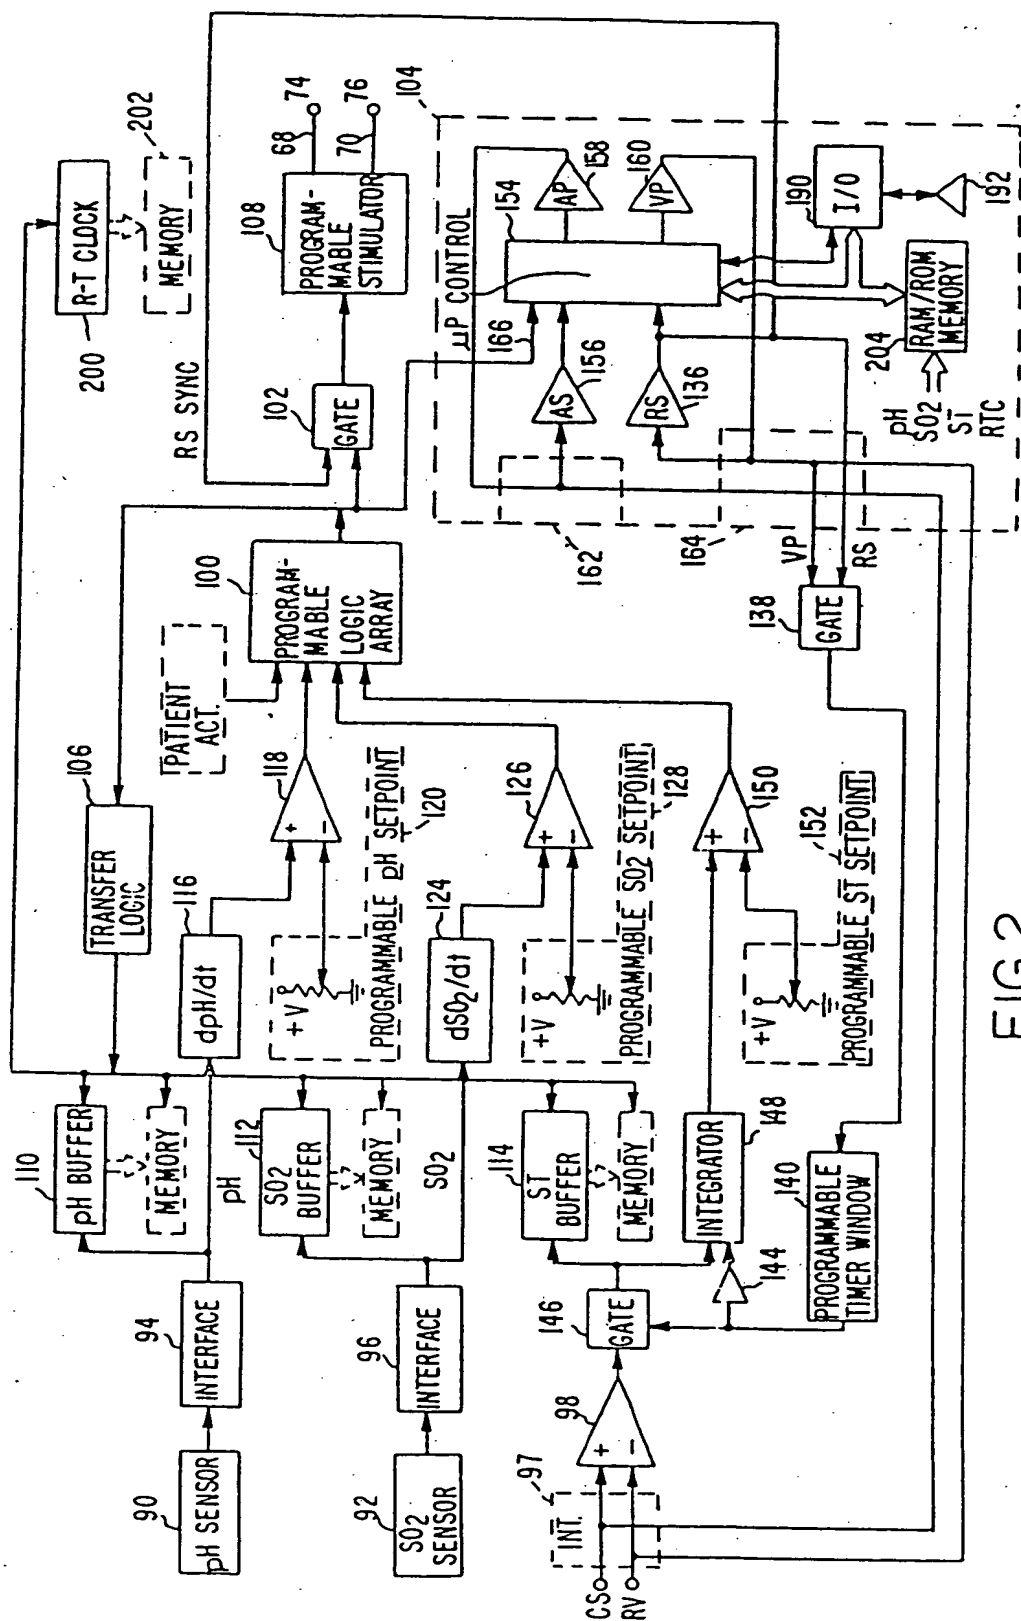 90
pH SENSOR
94
INTERFACE
110
pH BUFFER
MEMORY
pH
116
dpH/dt
106
TRANSFER
LOGIC
200
R-T CLOCK
MEMORY
202
RS SYNC
PATIENT
ACT.
118
+
-
+V
PROGRAMMABLE pH SETPOINT
120
100
PROGRAM-
MABLE
LOGIC
ARRAY
102
GATE
108
PROGRAM-
MABLE
STIMULATOR
68
74
70
76
92
SO2
SENSOR
96
INTERFACE
112
SO2
BUFFER
MEMORY
SO2
124
dSO2/dt
126
+
-
+V
PROGRAMMABLE SO2 SETPOINT
128
97
INT.
CS
RV
98
+
-
146
GATE
114
ST
BUFFER
MEMORY
144
INTEGRATOR
148
150
+
-
+V
PROGRAMMABLE ST SETPOINT
152
140
PROGRAMMABLE
TIMER WINDOW
138
GATE
VP
RS
162
164
104
µP CONTROL
154
166
AS
156
RS
136
AP
158
VP
160
190
I/O
192
204
RAM/ROM
MEMORY
pH
SO2
ST
RTC
FIG 2